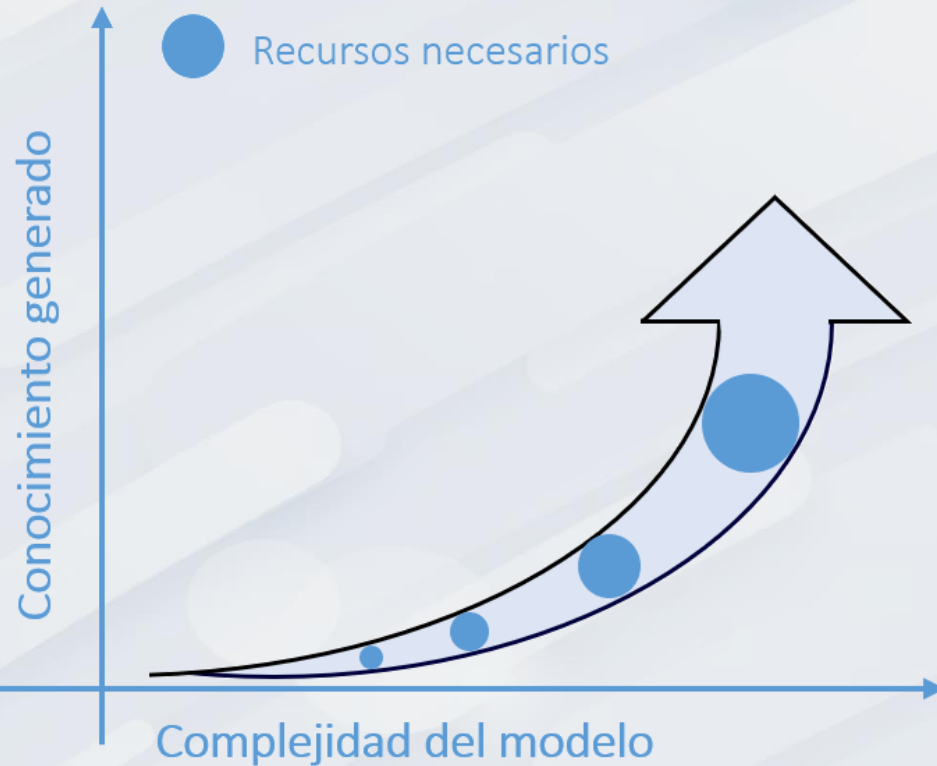 Recursos necesarios
Conocimiento generado
Complejidad del modelo